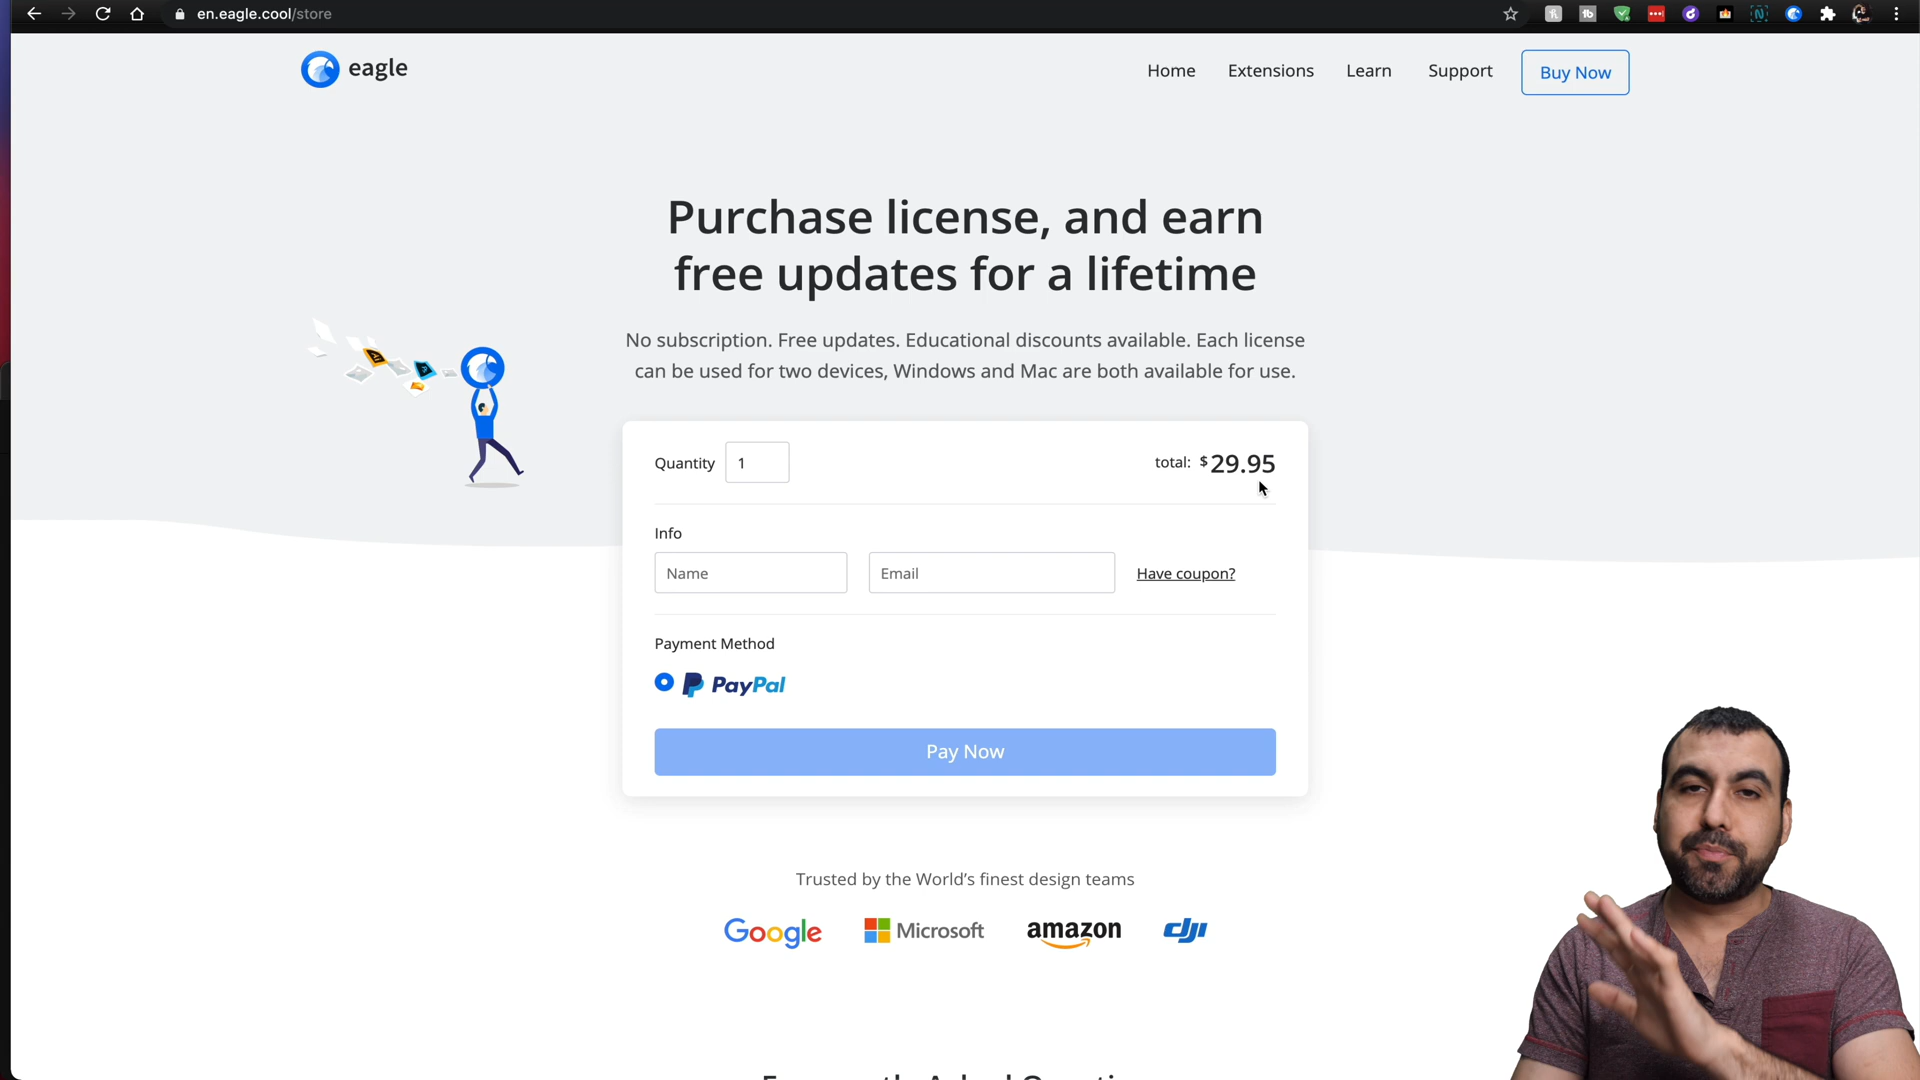 en.eagle.cool/store
eagle
Home Extensions Learn Support Buy Now
Purchase license, and earn
free updates for a lifetime
No subscription. Free updates. Educational discounts available. Each license
can be used for two devices, Windows and Mac are both available for use.
Quantity 1 total: $29.95
Info
Name Email Have coupon?
Payment Method
PayPal
Pay Now
Trusted by the World's finest design teams
Google Microsoft amazon dji